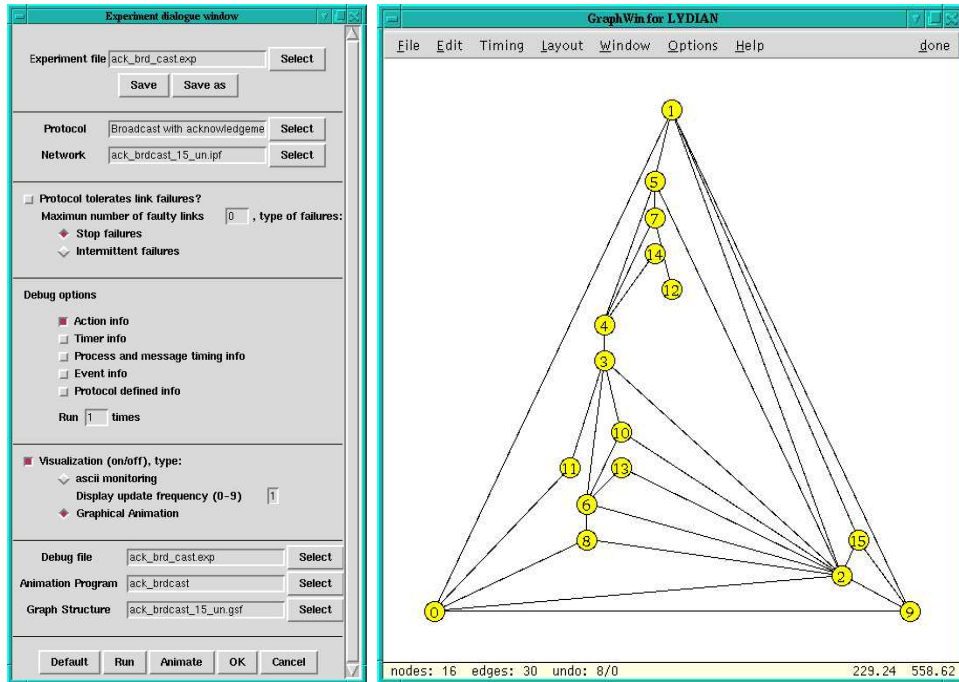 Experiment dialogue window
Experiment file ack_brd_cast.exp Select
Save Save as
Protocol Broadcast with acknowledgeme Select
Network ack_brdcast_15_un.ipf Select
Protocol tolerates link failures?
Maximun number of faulty links 0 , type of failures:
Stop failures
Intermittent failures
Debug options
Action info
Timer info
Process and message timing info
Event info
Protocol defined info
Run 1 times
Visualization (on/off), type:
ascii monitoring
Display update frequency (0-9) 1
Graphical Animation
Debug file ack_brd_cast.exp Select
Animation Program ack_brdcast Select
Graph Structure ack_brdcast_15_un.gsf Select
Default Run Animate OK Cancel
GraphWin for LYDIAN
File Edit Timing Layout Window Options Help done
1
5
7
14
12
4
3
10
11 13
6
8 15
2
0 9
nodes: 16 edges: 30 undo: 8/0 229.24 558.62